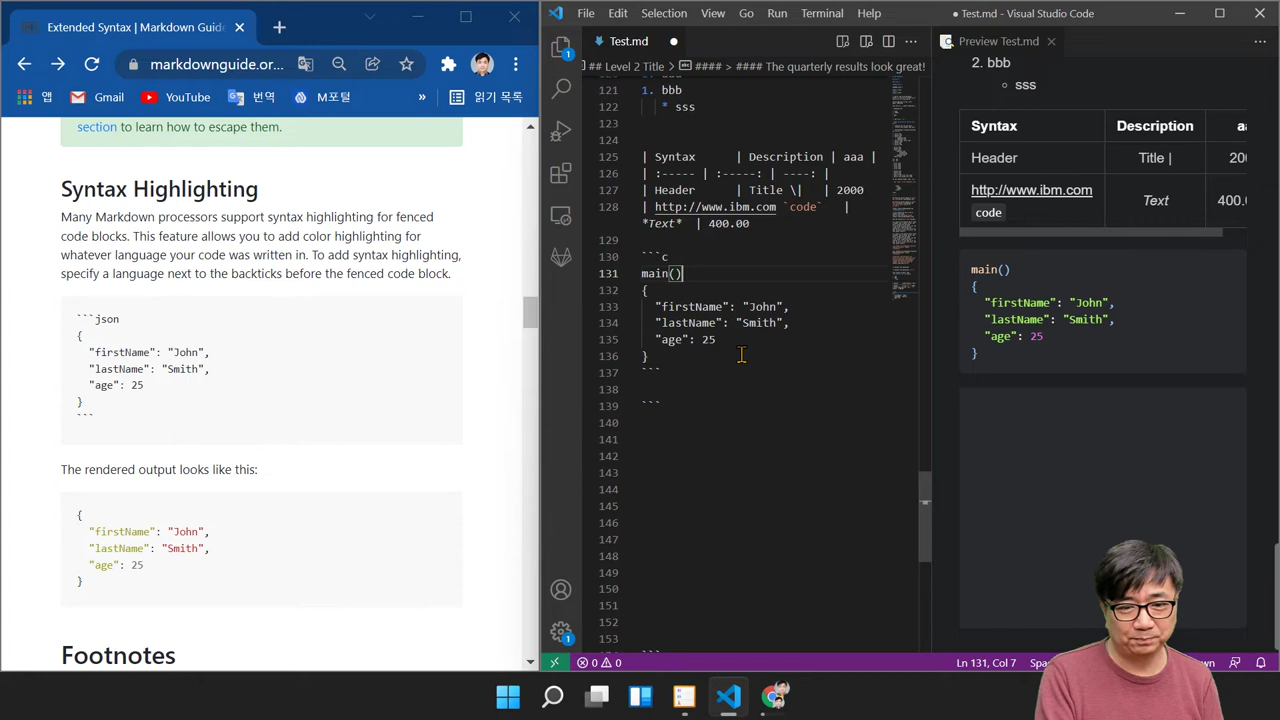 Extended Syntax | Markdown Guide
markdownguide.or...
앱
Gmail
YouTube
번역
M포털
»
읽기 목록
section to learn how to escape them.
Syntax Highlighting
Many Markdown processors support syntax highlighting for fenced
code blocks. This feature allows you to add color highlighting for
whatever language your code was written in. To add syntax highlighting,
specify a language next to the backticks before the fenced code block.
```json
{
"firstName": "John",
"lastName": "Smith",
"age": 25
}
```
The rendered output looks like this:
{
"firstName": "John",
"lastName": "Smith",
"age": 25
}
Footnotes
File Edit Selection View Go Run Terminal Help
● Test.md - Visual Studio Code
Test.md ●
## Level 2 Title > #### > #### The quarterly results look great!
121 1. bbb
122 * sss
123
124
125 | Syntax | Description | aaa |
126 | :----- | :-----: | ----: |
127 | Header | Title \| | 2000
128 | http://www.ibm.com `code` |
*Text* | 400.00
129
130 ```c
131 main()
132 {
133 "firstName": "John",
134 "lastName": "Smith",
135 "age": 25
136 }
137 ```
138
139 ```
140
141
142
143
144
145
146
147
148
149
150
151
152
153
1
1
0 0
Ln 131, Col 7
Preview Test.md
2. bbb
sss
Syntax Description
Header Title |
http://www.ibm.com Text
code
main()
{
"firstName": "John",
"lastName": "Smith",
"age": 25
}